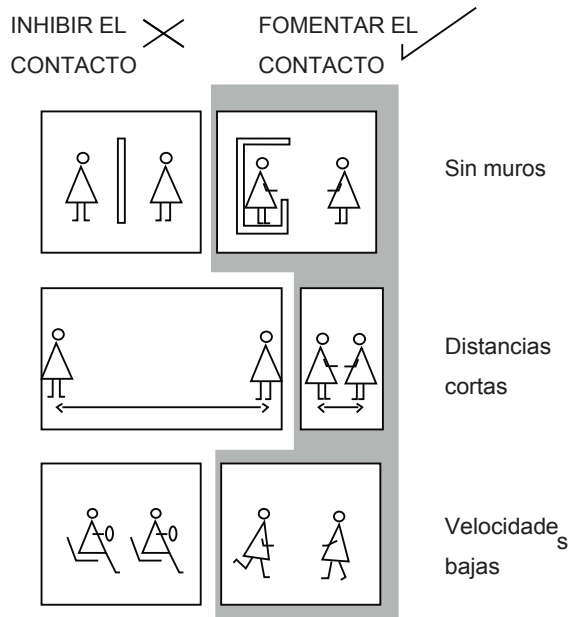 INHIBIR EL
CONTACTO
FOMENTAR EL
CONTACTO
Sin muros
Distancias
cortas
Velocidades
bajas